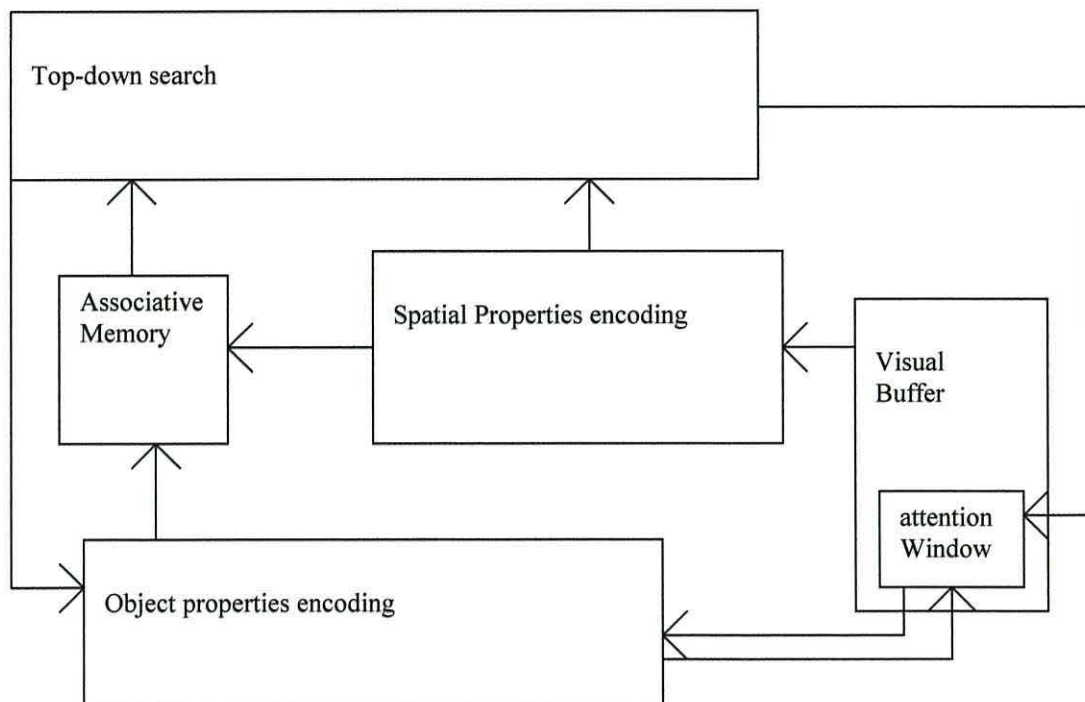 Top-down search
Associative
Memory
Spatial Properties encoding
Visual
Buffer
attention
Window
Object properties encoding